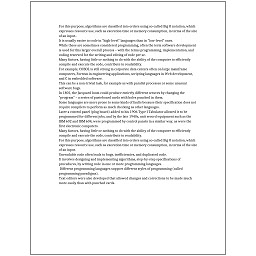 For this purpose, algorithms are classified into orders using so-called Big O notation, which
expresses resource use, such as execution time or memory consumption, in terms of the size
of an input.
It is usually easier to code in "high-level" languages than in "low-level" ones.
While these are sometimes considered programming, often the term software development
is used for this larger overall process – with the terms programming, implementation, and
coding reserved for the writing and editing of code per se.
Many factors, having little or nothing to do with the ability of the computer to efficiently
compile and execute the code, contribute to readability.
For example, COBOL is still strong in corporate data centers often on large mainframe
computers, Fortran in engineering applications, scripting languages in Web development,
and C in embedded software.
This can be a non-trivial task, for example as with parallel processes or some unusual
software bugs.
In 1801, the Jacquard loom could produce entirely different weaves by changing the
"program" – a series of pasteboard cards with holes punched in them.
Some languages are more prone to some kinds of faults because their specification does not
require compilers to perform as much checking as other languages.
Later a control panel (plug board) added to his 1906 Type I Tabulator allowed it to be
programmed for different jobs, and by the late 1940s, unit record equipment such as the
IBM 602 and IBM 604, were programmed by control panels in a similar way, as were the
first electronic computers.
Many factors, having little or nothing to do with the ability of the computer to efficiently
compile and execute the code, contribute to readability.
For this purpose, algorithms are classified into orders using so-called Big O notation, which
expresses resource use, such as execution time or memory consumption, in terms of the size
of an input.
Unreadable code often leads to bugs, inefficiencies, and duplicated code.
It involves designing and implementing algorithms, step-by-step specifications of
procedures, by writing code in one or more programming languages.
Different programming languages support different styles of programming (called
programming paradigms).
Text editors were also developed that allowed changes and corrections to be made much
more easily than with punched cards.